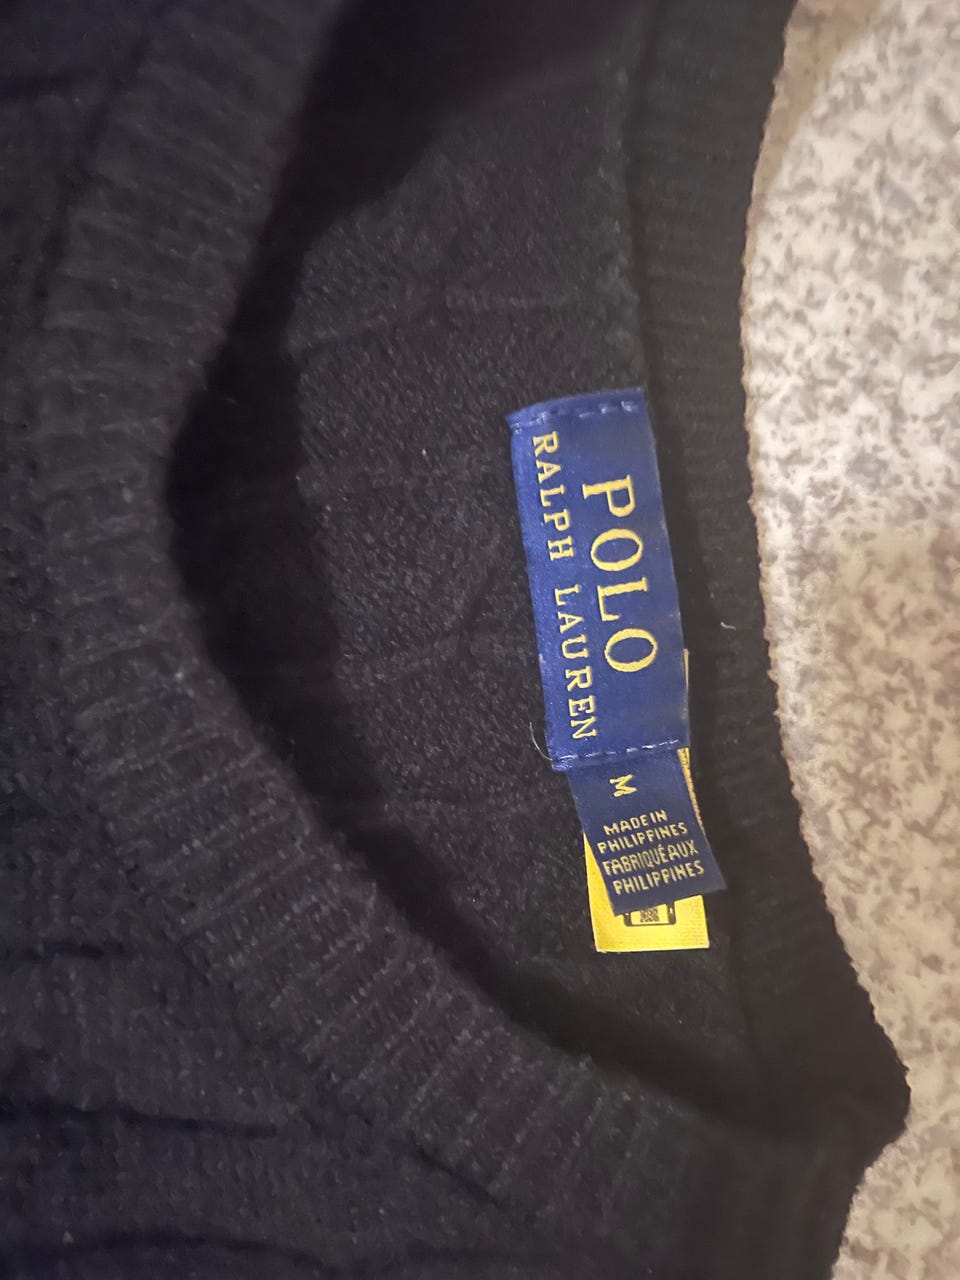 POLO
RALPH LAUREN
M
MADE IN
PHILIPPINES
FABRIQUÉ AUX
PHILIPPINES